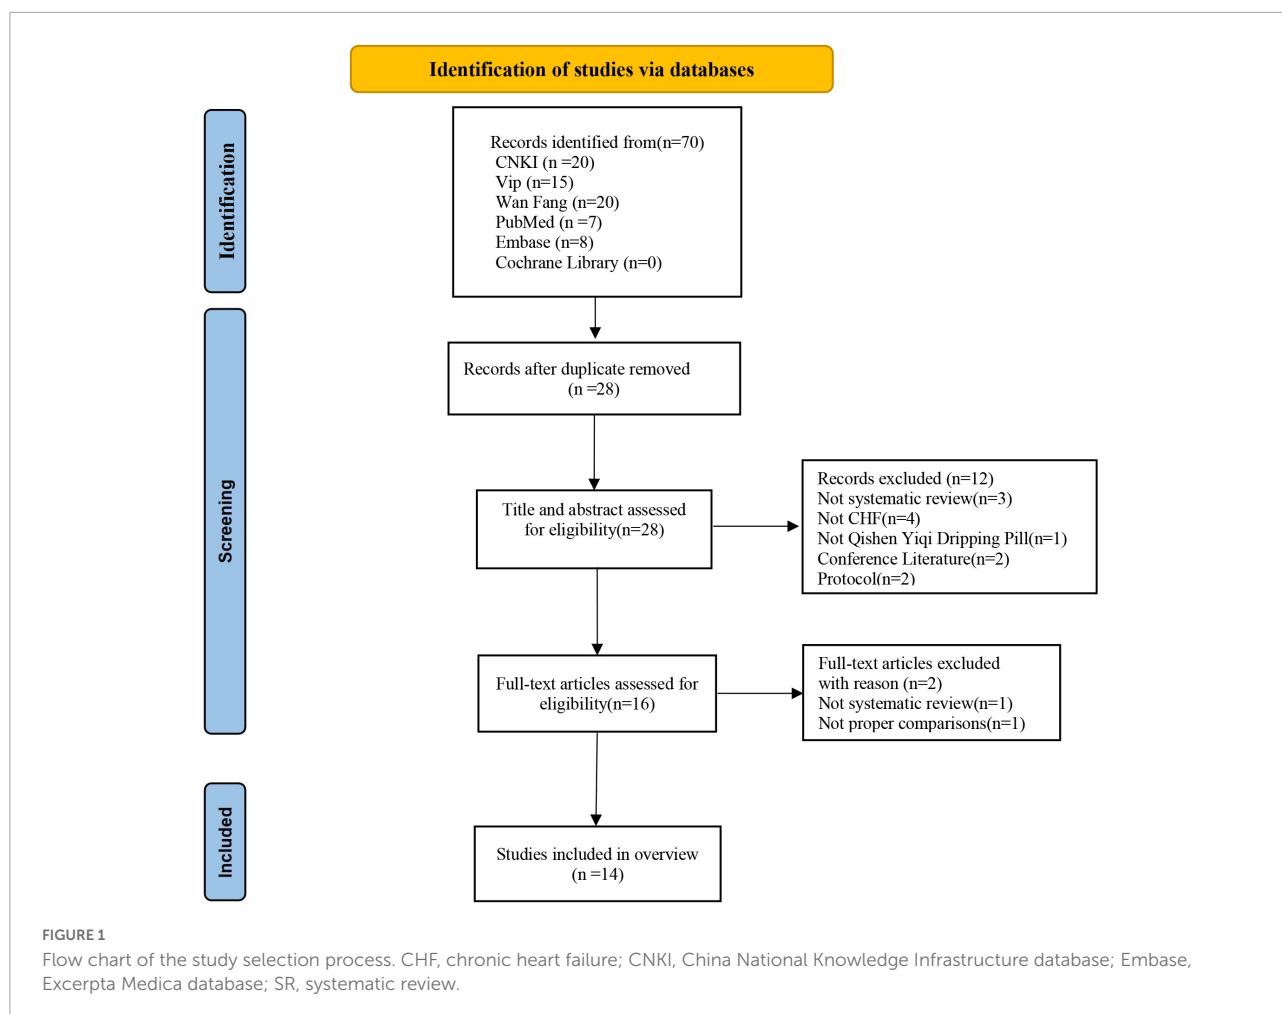 Identification of studies via databases
Identification
Records identified from(n=70)
CNKI (n =20)
Vip (n=15)
Wan Fang (n=20)
PubMed (n =7)
Embase (n=8)
Cochrane Library (n=0)
Screening
Records after duplicate removed
(n =28)
Title and abstract assessed
for eligibility(n=28)
Records excluded (n=12)
Not systematic review(n=3)
Not CHF(n=4)
Not Qishen Yiqi Dripping Pill(n=1)
Conference Literature(n=2)
Protocol(n=2)
Full-text articles assessed for
eligibility(n=16)
Full-text articles excluded
with reason (n=2)
Not systematic review(n=1)
Not proper comparisons(n=1)
Included
Studies included in overview
(n =14)
FIGURE 1
Flow chart of the study selection process. CHF, chronic heart failure; CNKI, China National Knowledge Infrastructure database; Embase,
Excerpta Medica database; SR, systematic review.